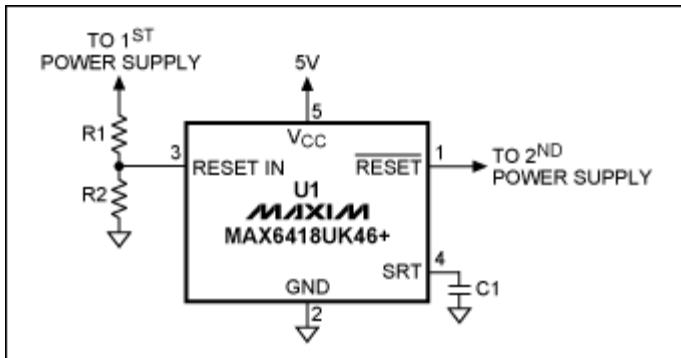 TO 1ST
POWER SUPPLY
5V
R1
5
VCC
3
RESET IN
RESET
1
TO 2ND
POWER SUPPLY
R2
U1
MAXIM
MAX6418UK46+
4
SRT
C1
GND
2